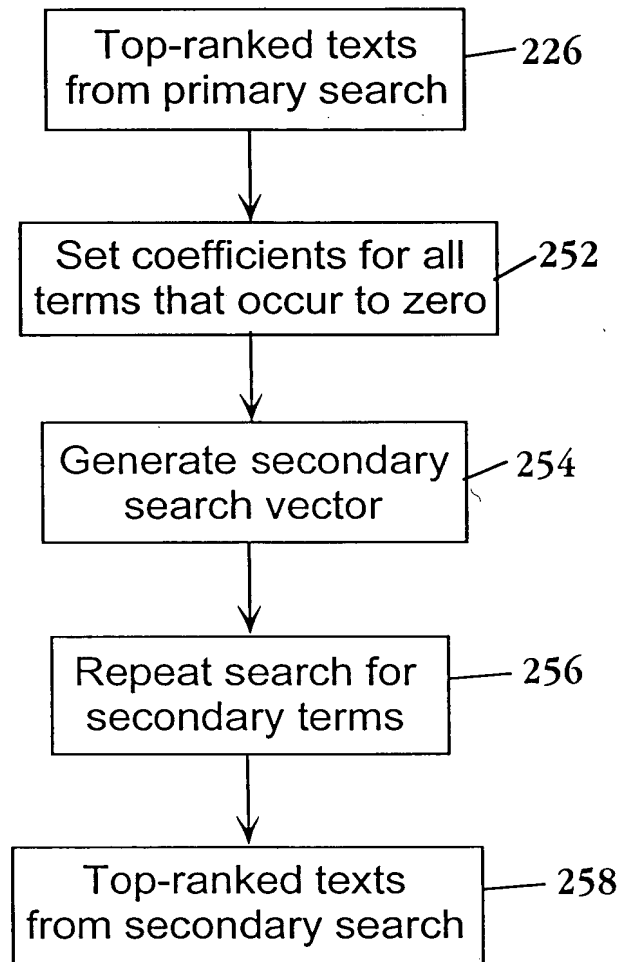 Top-ranked texts
from primary search
226
Set coefficients for all
terms that occur to zero
252
Generate secondary
search vector
254
Repeat search for
secondary terms
256
Top-ranked texts
from secondary search
258